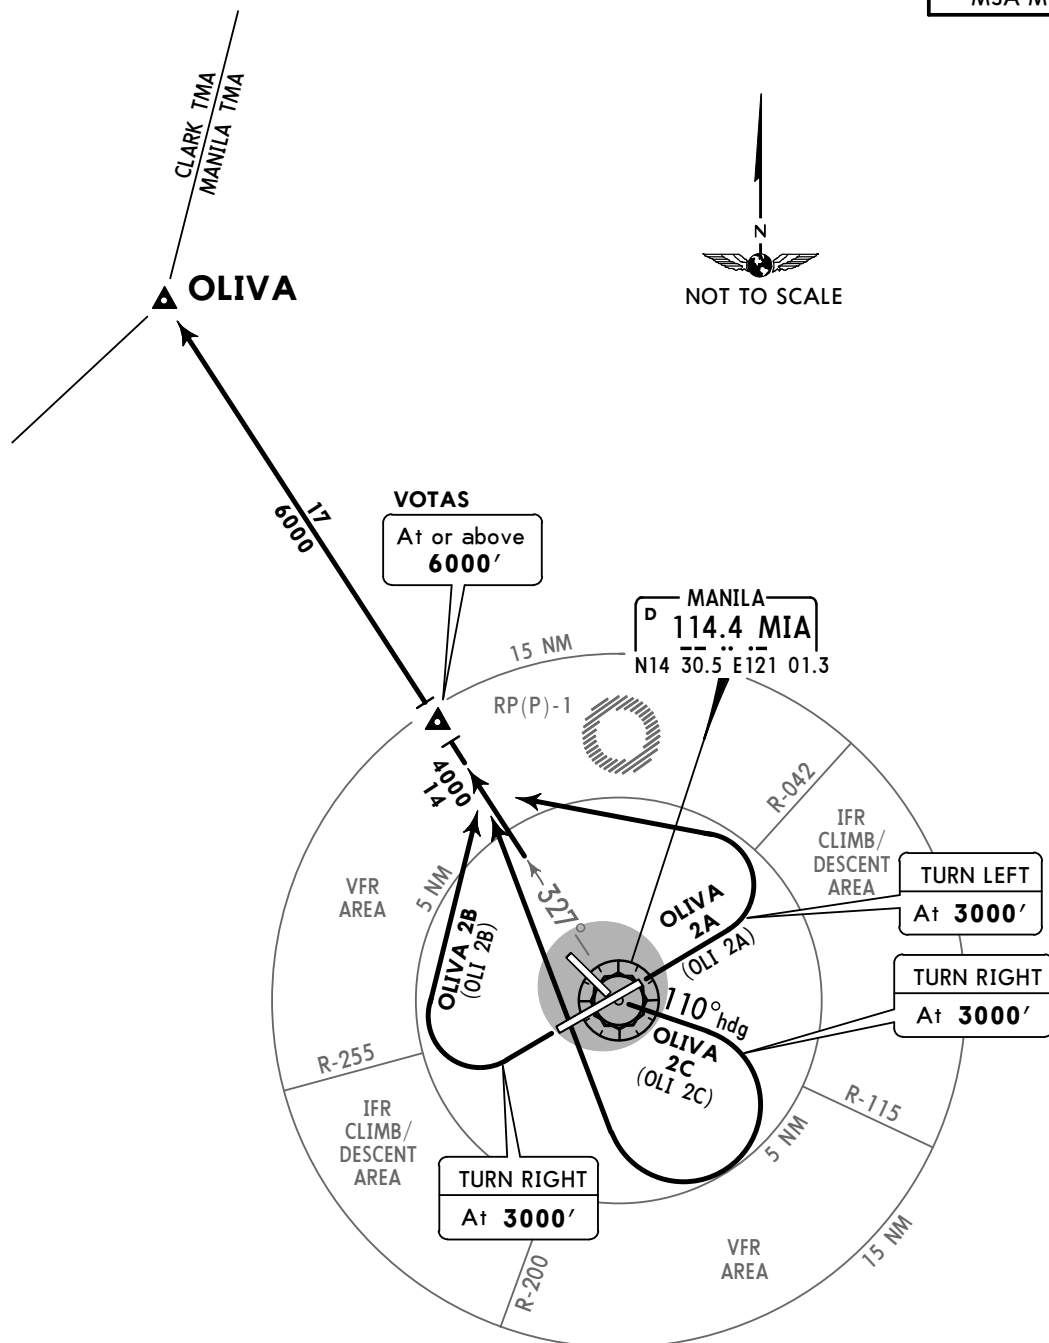 MSA M
CLARK TMA
MANILA TMA
N
NOT TO SCALE
OLIVA
17
6000
VOTAS
At or above
6000'
MANILA
D 114.4 MIA
N14 30.5 E121 01.3
15 NM
RP(P)-1
4000
14
R-042
IFR
CLIMB/
DESCENT
AREA
VFR
AREA
5 NM
327°
TURN LEFT
At 3000'
OLIVA 2B
(OLI 2B)
OLIVA
2A
(OLI 2A)
TURN RIGHT
At 3000'
110°hdg
OLIVA
2C
(OLI 2C)
R-255
R-115
IFR
CLIMB/
DESCENT
AREA
5 NM
TURN RIGHT
At 3000'
R-200
VFR
AREA
15 NM